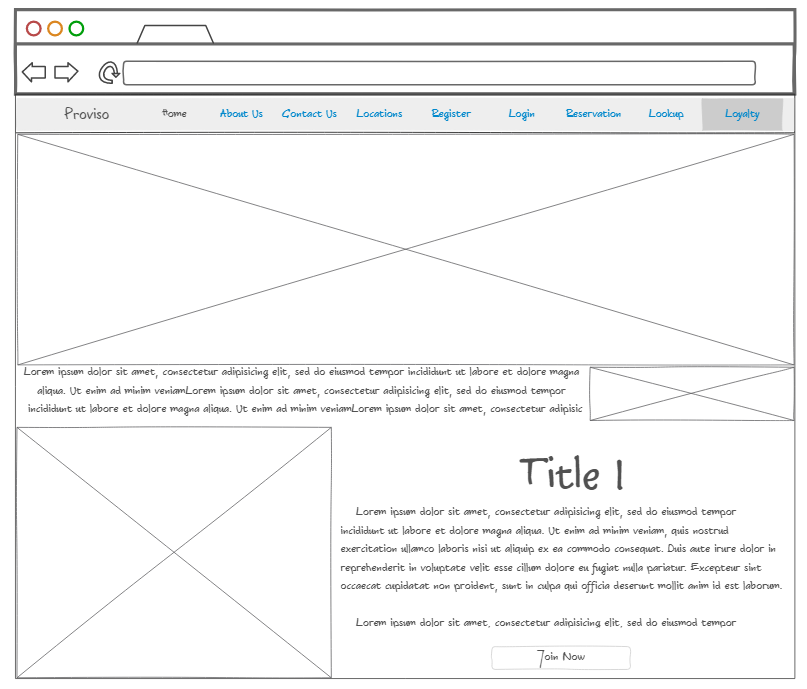 Proviso Home About Us Contact Us Locations Register Login Reservation Lookup Loyalty
Lorem ipsum dolor sit amet, consectetur adipisicing elit, sed do eiusmod tempor incididunt ut labore et dolore magna
aliqua. Ut enim ad minim veniamLorem ipsum dolor sit amet, consectetur adipisicing elit, sed do eiusmod tempor
incididunt ut labore et dolore magna aliqua. Ut enim ad minim veniamLorem ipsum dolor sit amet, consectetur adipisic
Title 1
Lorem ipsum dolor sit amet, consectetur adipisicing elit, sed do eiusmod tempor
incididunt ut labore et dolore magna aliqua. Ut enim ad minim veniam, quis nostrud
exercitation ullamco laboris nisi ut aliquip ex ea commodo consequat. Duis aute irure dolor in
reprehenderit in voluptate velit esse cillum dolore eu fugiat nulla pariatur. Excepteur sint
occaecat cupidatat non proident, sunt in culpa qui officia deserunt mollit anim id est laborum.
Lorem ipsum dolor sit amet, consectetur adipisicing elit, sed do eiusmod tempor
Join Now